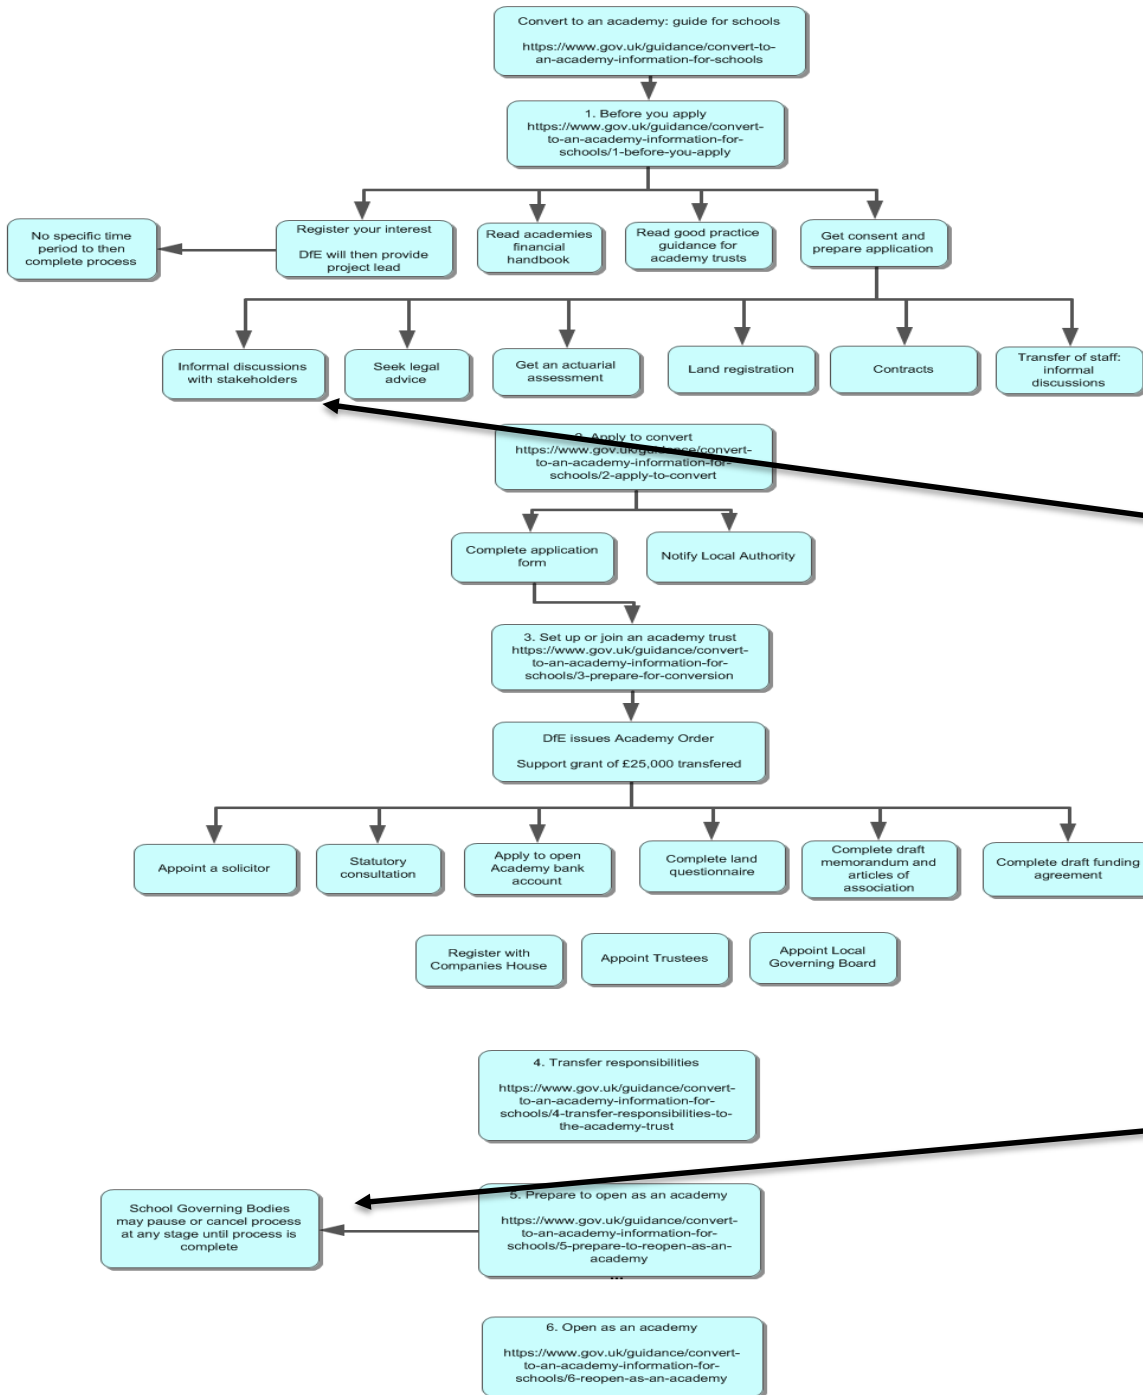 Convert to an academy: guide for schools
https://www.gov.uk/guidance/convert-to-
an-academy-information-for-schools
1. Before you apply
https://www.gov.uk/guidance/convert-
to-an-academy-information-for-
schools/1-before-you-apply
No specific time
period to then
complete process
Register your interest
DfE will then provide
project lead
Read academies
financial
handbook
Read good practice
guidance for
academy trusts
Get consent and
prepare application
Informal discussions
with stakeholders
Seek legal
advice
Get an actuarial
assessment
Land registration
Contracts
Transfer of staff:
informal
discussions
2. Apply to convert
https://www.gov.uk/guidance/convert-
to-an-academy-information-for-
schools/2-apply-to-convert
Complete application
form
Notify Local Authority
3. Set up or join an academy trust
https://www.gov.uk/guidance/convert-
to-an-academy-information-for-
schools/3-prepare-for-conversion
DfE issues Academy Order
Support grant of £25,000 transfered
Appoint a solicitor
Statutory
consultation
Apply to open
Academy bank
account
Complete land
questionnaire
Complete draft
memorandum and
articles of
association
Complete draft funding
agreement
Register with
Companies House
Appoint Trustees
Appoint Local
Governing Board
4. Transfer responsibilities
https://www.gov.uk/guidance/convert-
to-an-academy-information-for-
schools/4-transfer-responsibilities-to-
the-academy-trust
School Governing Bodies
may pause or cancel process
at any stage until process is
complete
5. Prepare to open as an academy
https://www.gov.uk/guidance/convert-
to-an-academy-information-for-
schools/5-prepare-to-reopen-as-an-
academy
...
6. Open as an academy
https://www.gov.uk/guidance/convert-
to-an-academy-information-for-
schools/6-reopen-as-an-academy